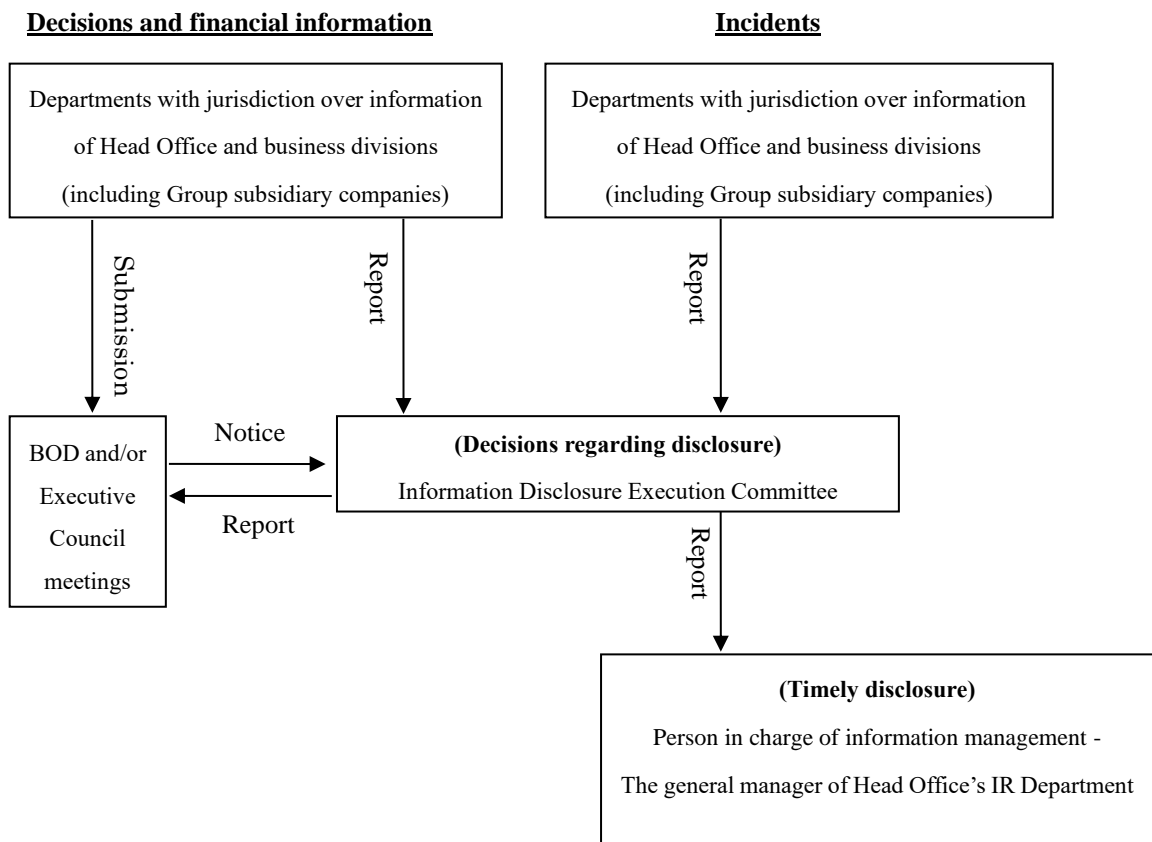 Decisions and financial information
Incidents
Departments with jurisdiction over information
of Head Office and business divisions
(including Group subsidiary companies)
Departments with jurisdiction over information
of Head Office and business divisions
(including Group subsidiary companies)
Submission
Report
Report
BOD and/or
Executive
Council
meetings
Notice
Report
(Decisions regarding disclosure)
Information Disclosure Execution Committee
Report
(Timely disclosure)
Person in charge of information management -
The general manager of Head Office’s IR Department